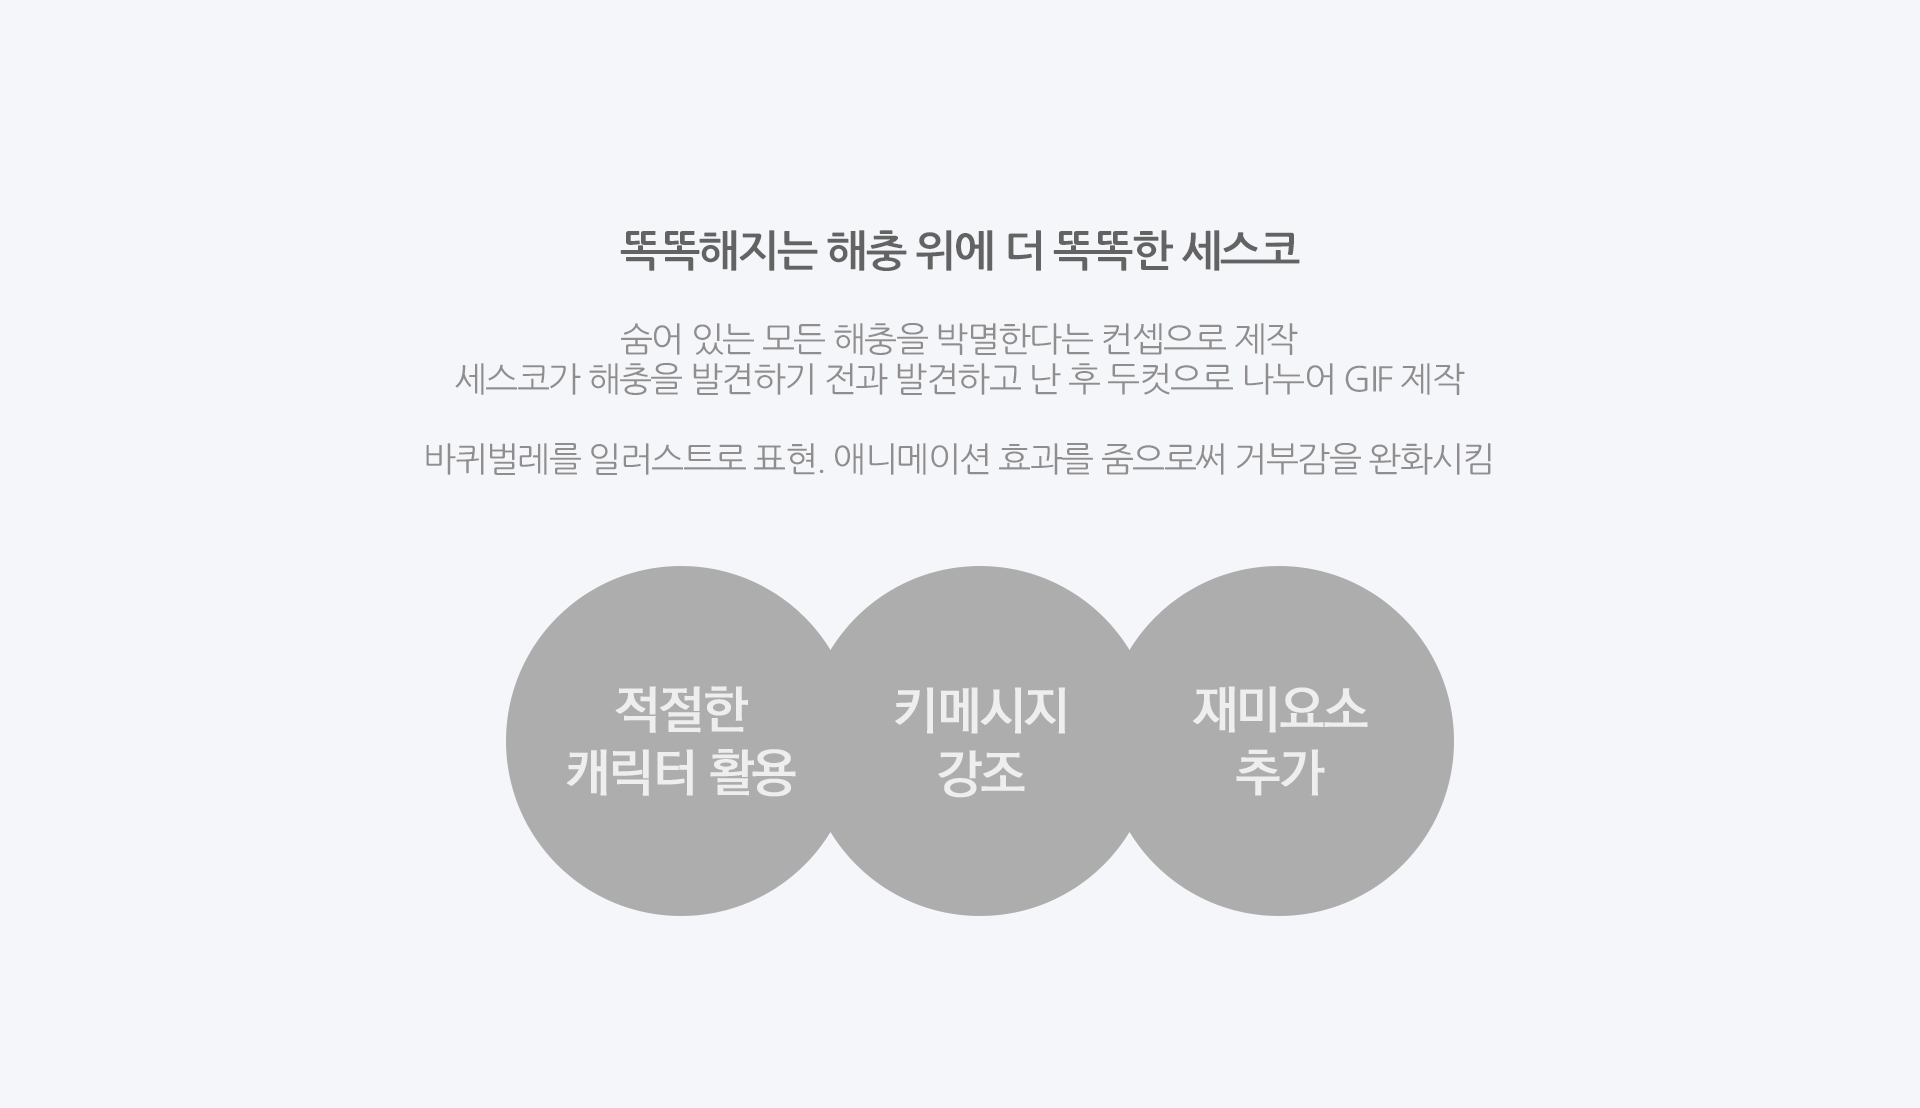 똑똑해지는 해충 위에 더 똑똑한 세스코
숨어 있는 모든 해충을 박멸한다는 컨셉으로 제작
세스코가 해충을 발견하기 전과 발견하고 난 후 두컷으로 나누어 GIF 제작
바퀴벌레를 일러스트로 표현. 애니메이션 효과를 줌으로써 거부감을 완화시킴
적절한
캐릭터 활용
키메시지
강조
재미요소
추가